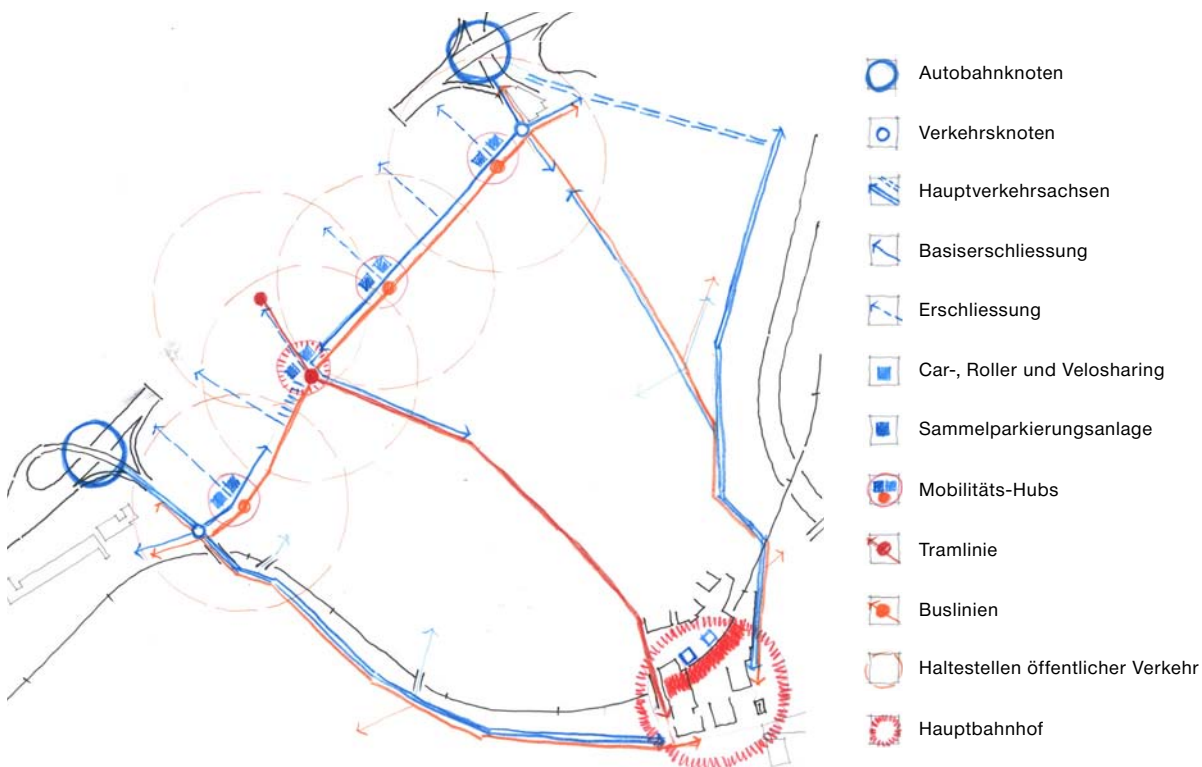 Autobahnknoten
Verkehrsknoten
Hauptverkehrsachsen
Basiserschliessung
Erschliessung
Car-, Roller und Velosharing
Sammelparkierungsanlage
Mobilitäts-Hubs
Tramlinie
Buslinien
Haltestellen öffentlicher Verkehr
Hauptbahnhof